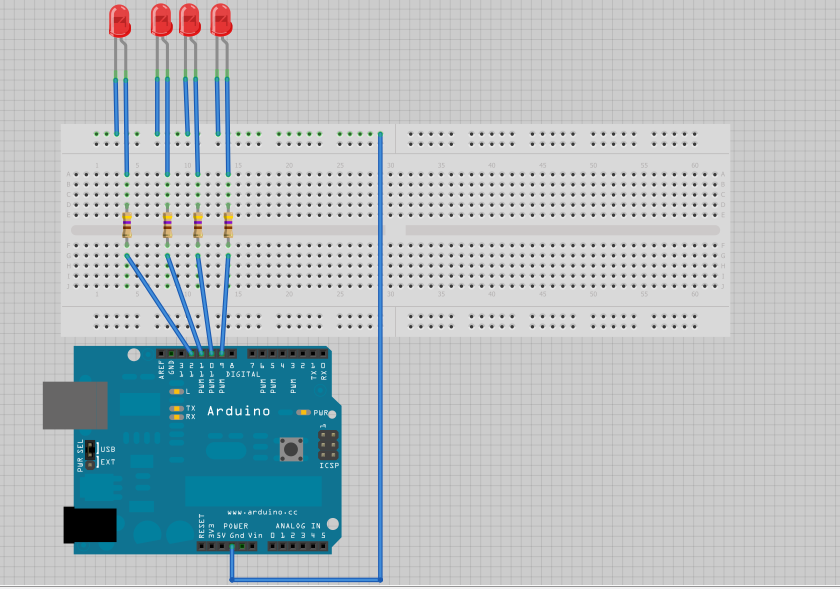 1 5 10 15 20 25 30 35 40 45 50 55 60
A A
B B
C C
D D
E E
F F
G G
H H
I I
J J
1 5 10 15 20 25 30 35 40 45 50 55 60
AREF
GND
13
12
11
10
9
8
7
6
5
4
3
2
1
0
PWM
PWM
PWM
PWM
PWM
PWM
TX
RX
DIGITAL
L
TX
RX
Arduino
PWR
1
ICSP
PWR SEL
USB
EXT
www.arduino.cc
RESET
3V3
POWER
ANALOG IN
5V Gnd Vin
0 1 2 3 4 5